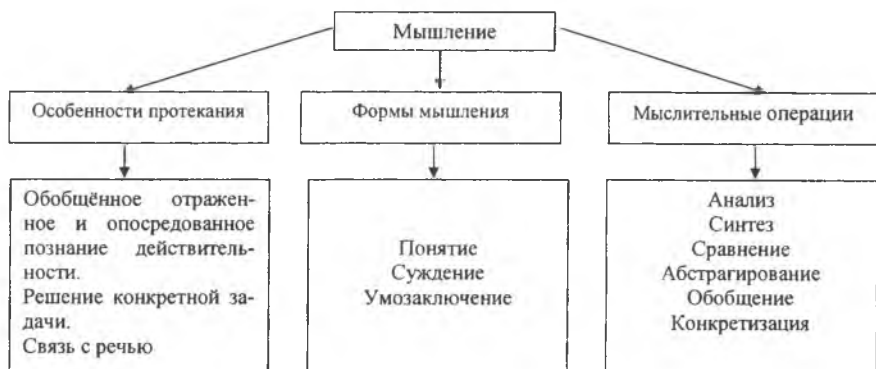 Мышление
Особенности протекания
Формы мышления
Мыслительные операции
Обобщённое отражен-
ное и опосредованное
познание действитель-
ности.
Решение конкретной за-
дачи.
Связь с речью
Понятие
Суждение
Умозаключение
Анализ
Синтез
Сравнение
Абстрагирование
Обобщение
Конкретизация